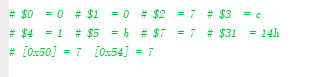 # $0 = 0 # $1 = 0 # $2 = 7 # $3 = c
# $4 = 1 # $5 = b # $7 = 7 # $31 = 14h
# [0x50] = 7 [0x54] = 7